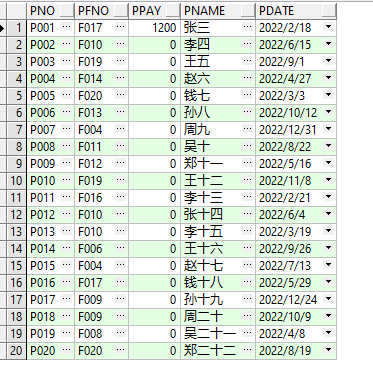 PNO PFNO PPAY PNAME PDATE
1 P001 F017 1200 张三 2022/2/18
2 P002 F010 0 李四 2022/6/15
3 P003 F019 0 王五 2022/9/1
4 P004 F014 0 赵六 2022/4/27
5 P005 F020 0 钱七 2022/3/3
6 P006 F013 0 孙八 2022/10/12
7 P007 F004 0 周九 2022/12/31
8 P008 F011 0 吴十 2022/8/22
9 P009 F012 0 郑十一 2022/5/16
10 P010 F019 0 王十二 2022/11/8
11 P011 F016 0 李十三 2022/2/21
12 P012 F010 0 张十四 2022/6/4
13 P013 F010 0 李十五 2022/3/19
14 P014 F006 0 王十六 2022/9/26
15 P015 F004 0 赵十七 2022/7/13
16 P016 F017 0 钱十八 2022/5/29
17 P017 F009 0 孙十九 2022/12/24
18 P018 F009 0 周二十 2022/10/9
19 P019 F008 0 吴二十一 2022/4/8
20 P020 F020 0 郑二十二 2022/8/19